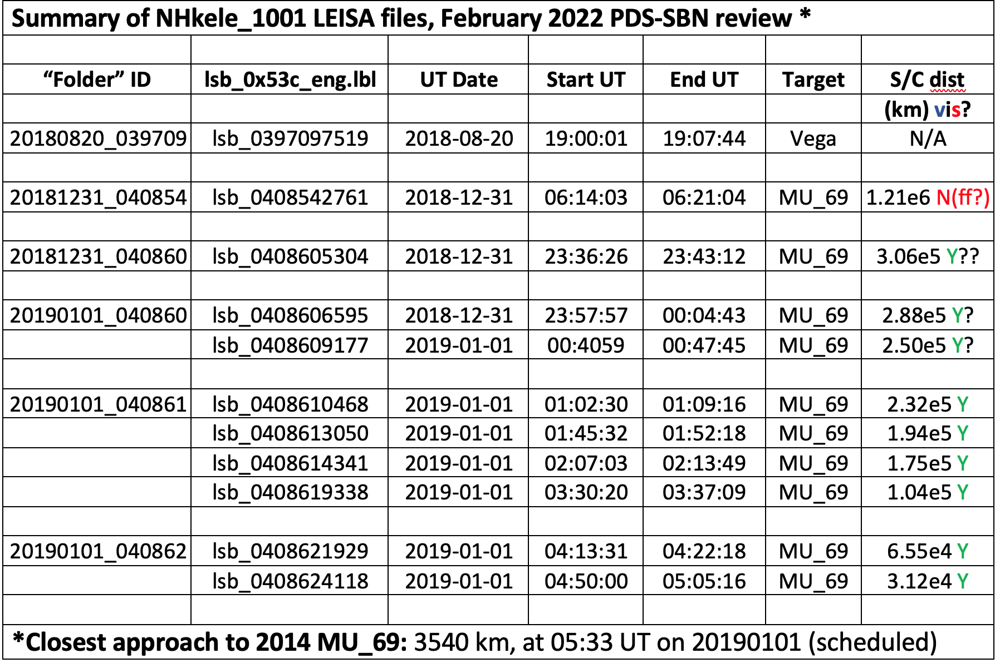 Summary of NHkele_1001 LEISA files, February 2022 PDS-SBN review *
“Folder” ID lsb_0x53c_eng.lbl UT Date Start UT End UT Target S/C dist
(km) vis?
20180820_039709 lsb_0397097519 2018-08-20 19:00:01 19:07:44 Vega N/A
20181231_040854 lsb_0408542761 2018-12-31 06:14:03 06:21:04 MU_69 1.21e6 N(ff?)
20181231_040860 lsb_0408605304 2018-12-31 23:36:26 23:43:12 MU_69 3.06e5 Y??
20190101_040860 lsb_0408606595 2018-12-31 23:57:57 00:04:43 MU_69 2.88e5 Y?
lsb_0408609177 2019-01-01 00:4059 00:47:45 MU_69 2.50e5 Y?
20190101_040861 lsb_0408610468 2019-01-01 01:02:30 01:09:16 MU_69 2.32e5 Y
lsb_0408613050 2019-01-01 01:45:32 01:52:18 MU_69 1.94e5 Y
lsb_0408614341 2019-01-01 02:07:03 02:13:49 MU_69 1.75e5 Y
lsb_0408619338 2019-01-01 03:30:20 03:37:09 MU_69 1.04e5 Y
20190101_040862 lsb_0408621929 2019-01-01 04:13:31 04:22:18 MU_69 6.55e4 Y
lsb_0408624118 2019-01-01 04:50:00 05:05:16 MU_69 3.12e4 Y
*Closest approach to 2014 MU_69: 3540 km, at 05:33 UT on 20190101 (scheduled)